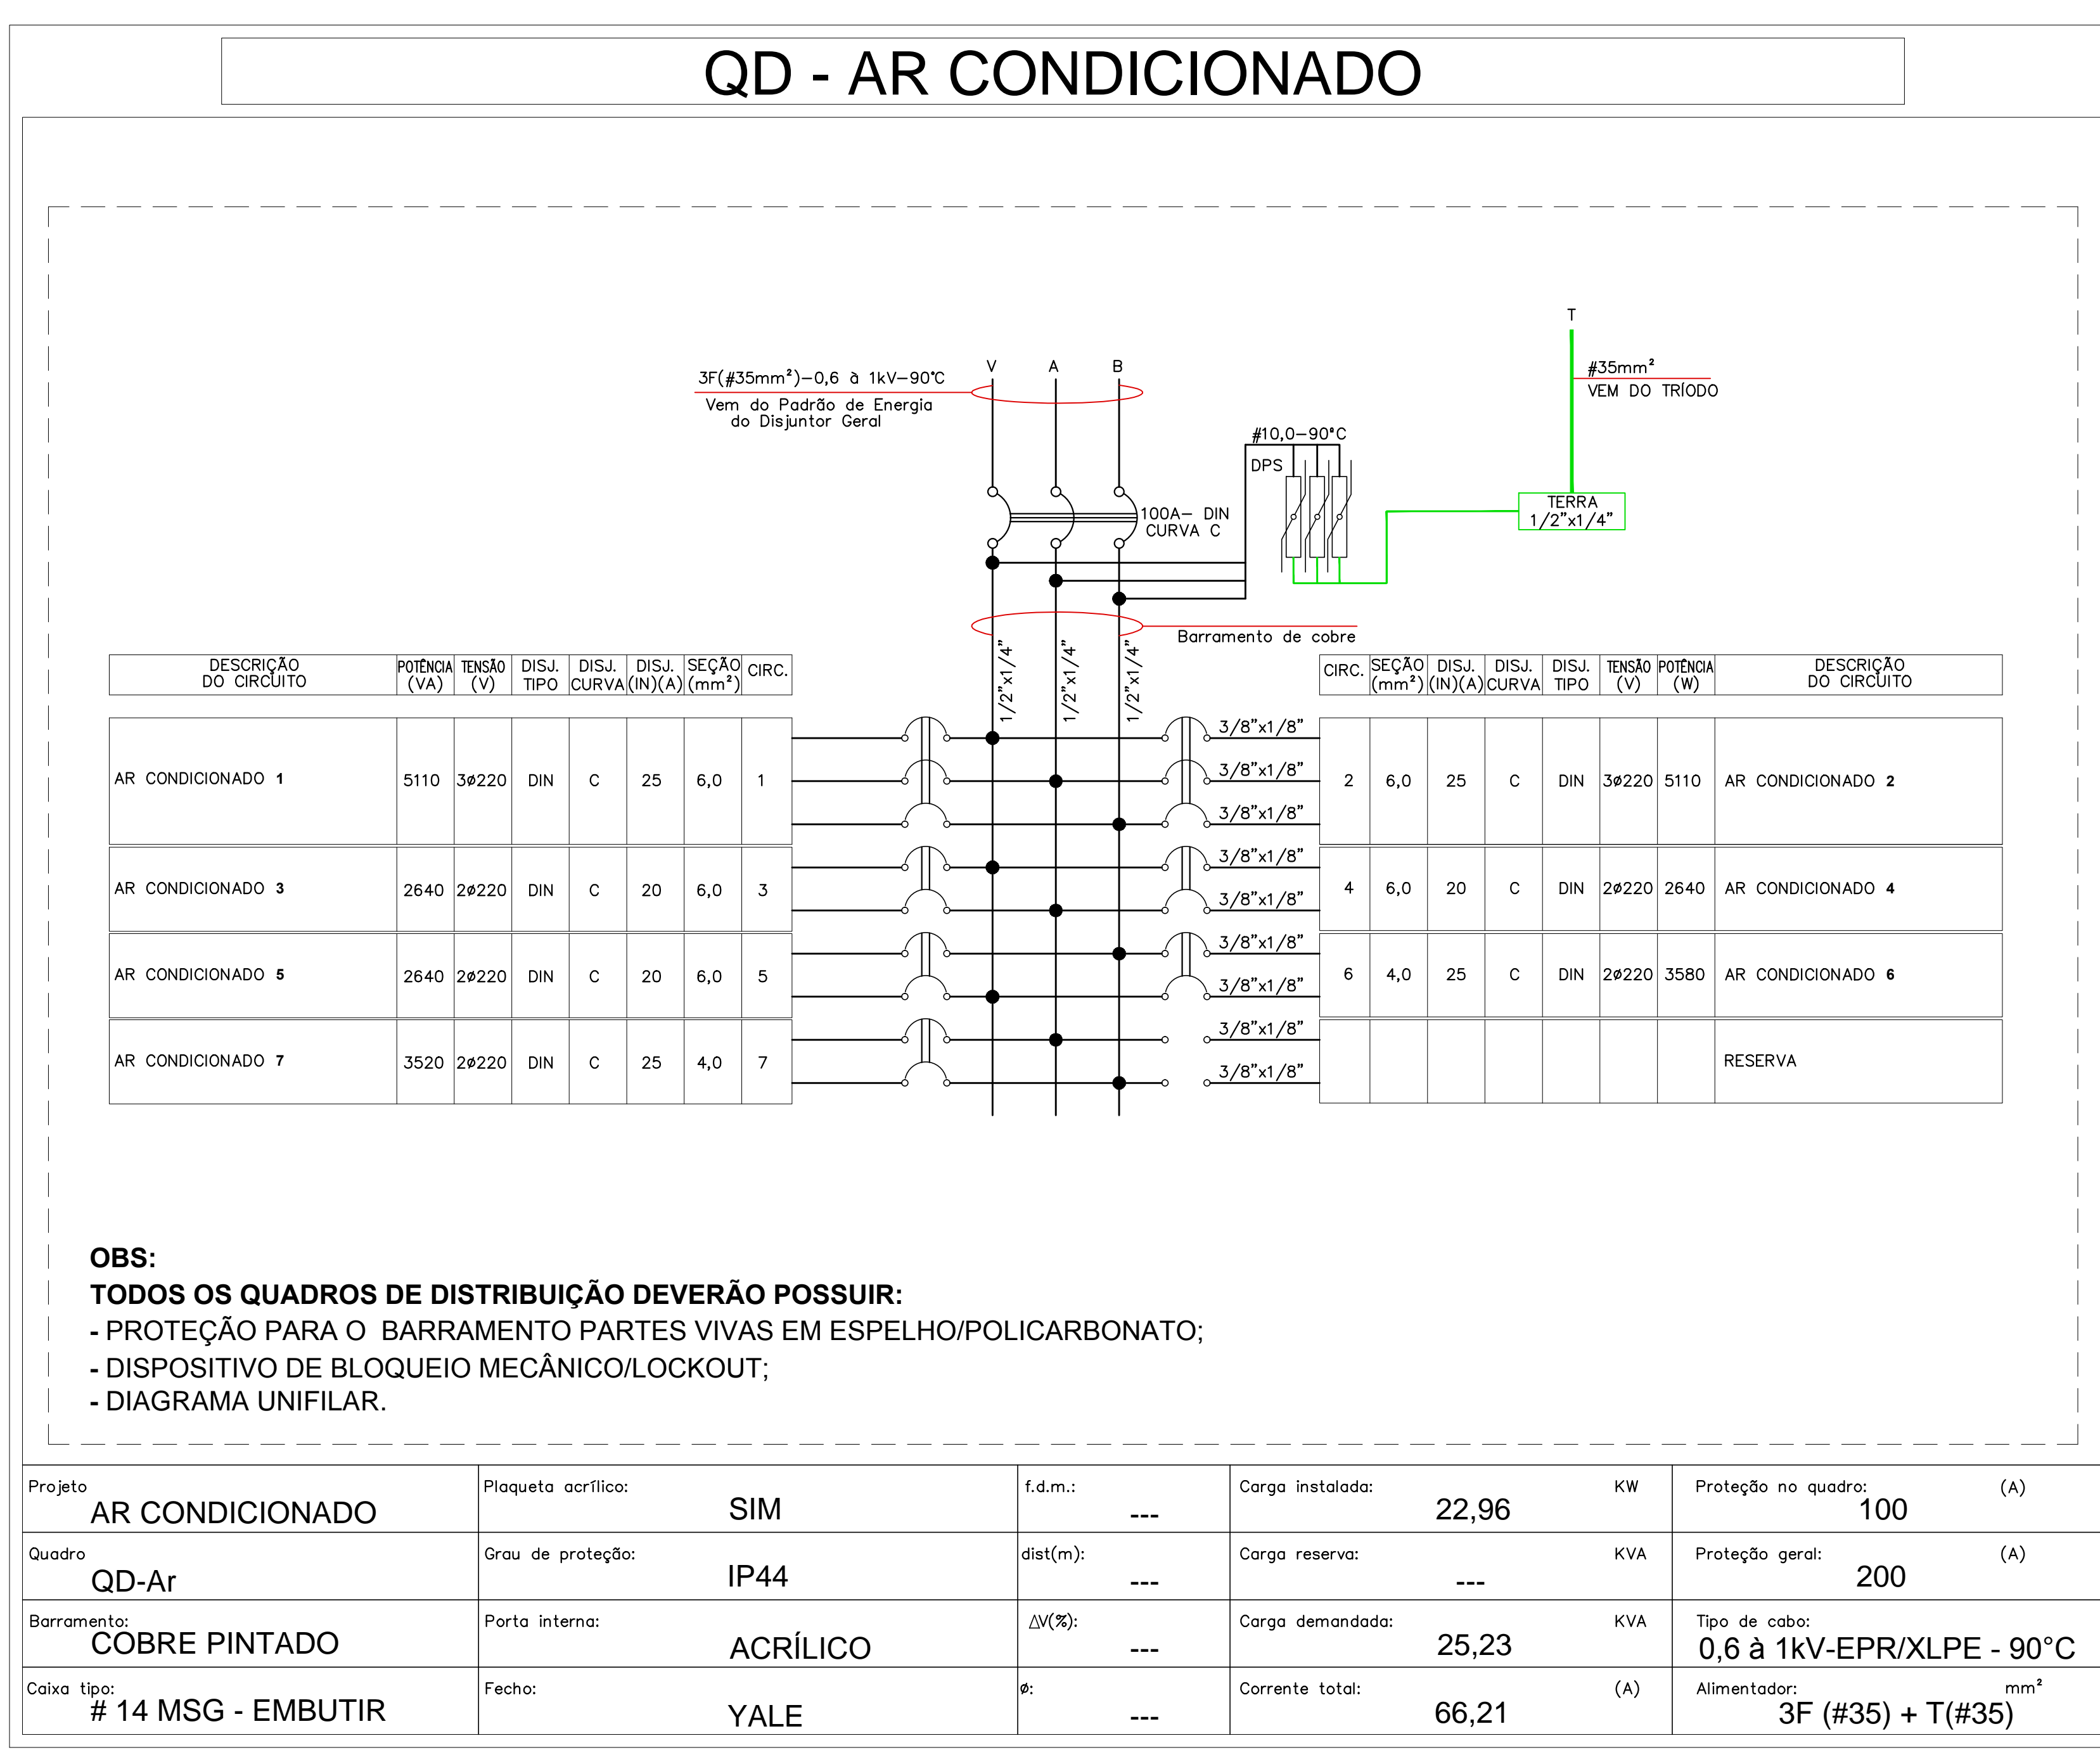 QD - AR CONDICIONADO
T
#35mm²
VEM DO TRÍODO
V A B
3F(#35mm²)-0,6 à 1kV-90°C
Vem do Padrão de Energia
do Disjuntor Geral
#10,0-90°C
DPS
100A- DIN
CURVA C
TERRA
1/2"x1/4"
Barramento de cobre
1/2"x1/4"
1/2"x1/4"
1/2"x1/4"
DESCRIÇÃO DO CIRCUITO POTÊNCIA (VA) TENSÃO (V) DISJ. TIPO DISJ. CURVA DISJ. (IN)(A) SEÇÃO (mm²) CIRC.
AR CONDICIONADO 1 5110 3ø220 DIN C 25 6,0 1
AR CONDICIONADO 3 2640 2ø220 DIN C 20 6,0 3
AR CONDICIONADO 5 2640 2ø220 DIN C 20 6,0 5
AR CONDICIONADO 7 3520 2ø220 DIN C 25 4,0 7
3/8"x1/8"
3/8"x1/8"
3/8"x1/8"
3/8"x1/8"
3/8"x1/8"
3/8"x1/8"
3/8"x1/8"
3/8"x1/8"
3/8"x1/8"
CIRC. SEÇÃO (mm²) DISJ. (IN)(A) DISJ. CURVA DISJ. TIPO TENSÃO (V) POTÊNCIA (W) DESCRIÇÃO DO CIRCUITO
2 6,0 25 C DIN 3ø220 5110 AR CONDICIONADO 2
4 6,0 20 C DIN 2ø220 2640 AR CONDICIONADO 4
6 4,0 25 C DIN 2ø220 3580 AR CONDICIONADO 6
RESERVA
OBS:
TODOS OS QUADROS DE DISTRIBUIÇÃO DEVERÃO POSSUIR:
- PROTEÇÃO PARA O BARRAMENTO PARTES VIVAS EM ESPELHO/POLICARBONATO;
- DISPOSITIVO DE BLOQUEIO MECÂNICO/LOCKOUT;
- DIAGRAMA UNIFILAR.
Projeto AR CONDICIONADO
Plaqueta acrílico: SIM
f.d.m.: ---
Carga instalada: 22,96 KW
Proteção no quadro: 100 (A)
Quadro QD-Ar
Grau de proteção: IP44
dist(m): ---
Carga reserva: --- KVA
Proteção geral: 200 (A)
Barramento: COBRE PINTADO
Porta interna: ACRÍLICO
△V(%): ---
Carga demandada: 25,23 KVA
Tipo de cabo: 0,6 à 1kV-EPR/XLPE - 90°C
Caixa tipo: # 14 MSG - EMBUTIR
Fecho: YALE
ø: ---
Corrente total: 66,21 (A)
Alimentador: 3F (#35) + T(#35) mm²